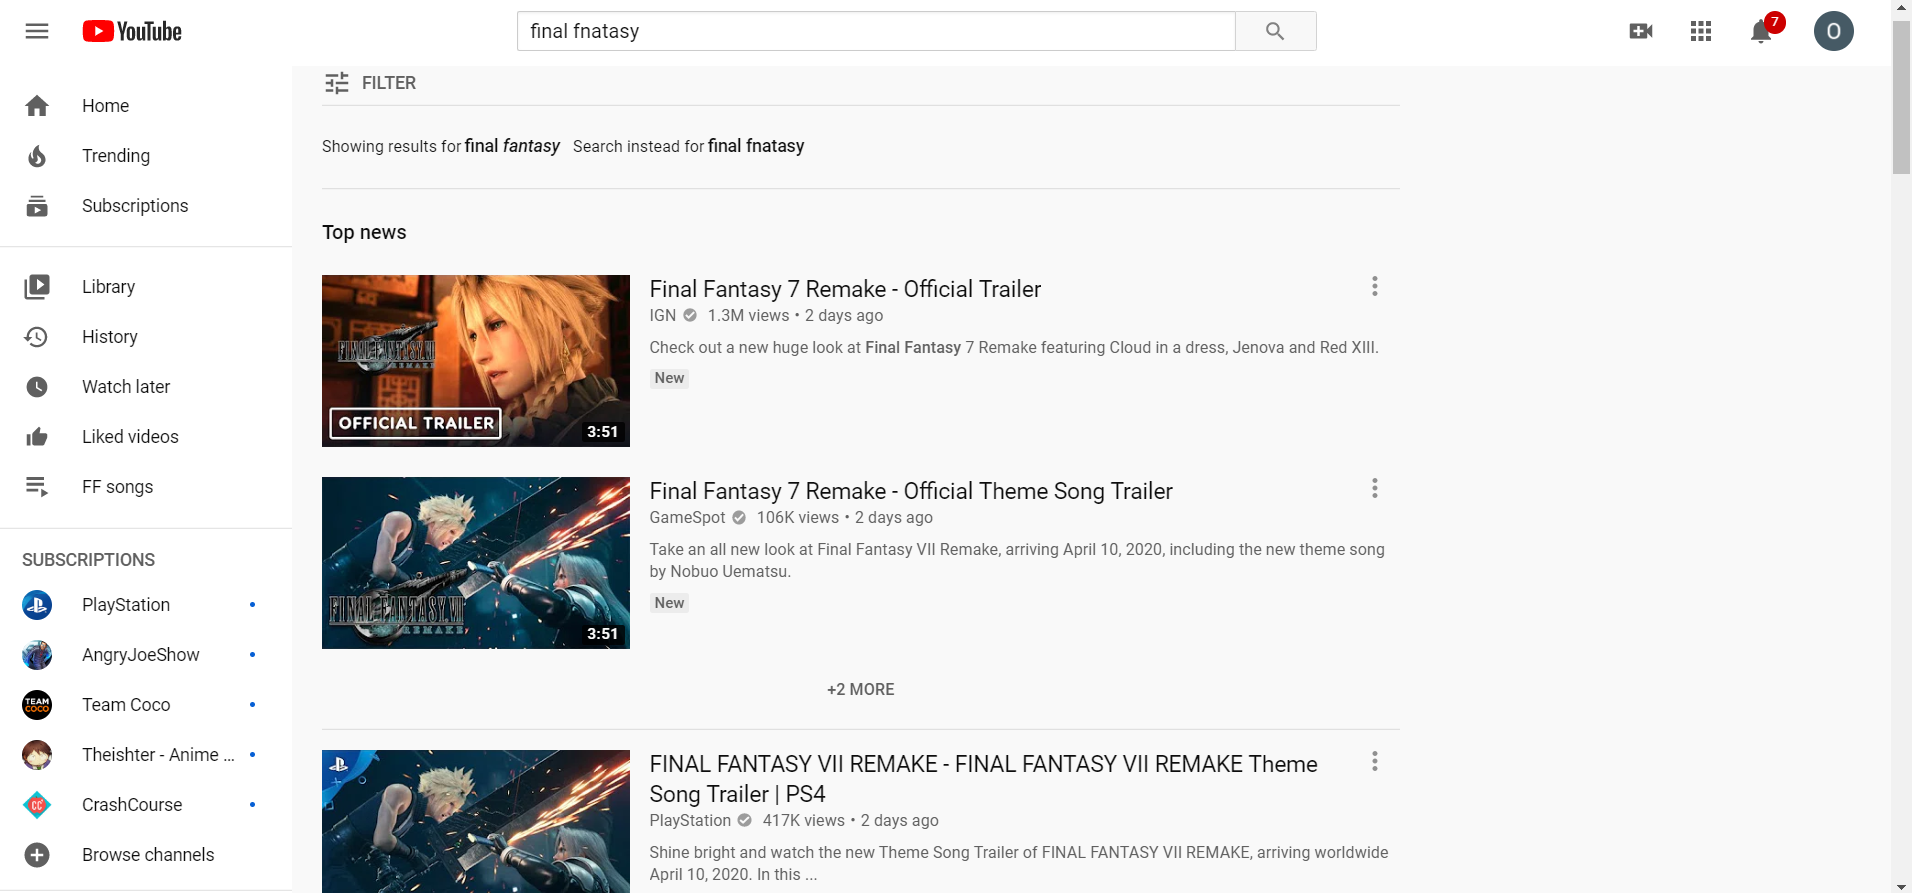 YouTube
final fnatasy
7
O
Home
Trending
Subscriptions
Library
History
Watch later
Liked videos
FF songs
SUBSCRIPTIONS
PlayStation
AngryJoeShow
TEAM
COCO
Team Coco
Theishter - Anime ...
CC
CrashCourse
Browse channels
FILTER
Showing results for final fantasy Search instead for final fnatasy
Top news
FINAL FANTASY VII
REMAKE
OFFICIAL TRAILER
3:51
Final Fantasy 7 Remake - Official Trailer
IGN 1.3M views • 2 days ago
Check out a new huge look at Final Fantasy 7 Remake featuring Cloud in a dress, Jenova and Red XIII.
New
FINAL FANTASY VII
REMAKE
3:51
Final Fantasy 7 Remake - Official Theme Song Trailer
GameSpot 106K views • 2 days ago
Take an all new look at Final Fantasy VII Remake, arriving April 10, 2020, including the new theme song
by Nobuo Uematsu.
New
+2 MORE
FINAL FANTASY VII REMAKE - FINAL FANTASY VII REMAKE Theme
Song Trailer | PS4
PlayStation 417K views • 2 days ago
Shine bright and watch the new Theme Song Trailer of FINAL FANTASY VII REMAKE, arriving worldwide
April 10, 2020. In this ...